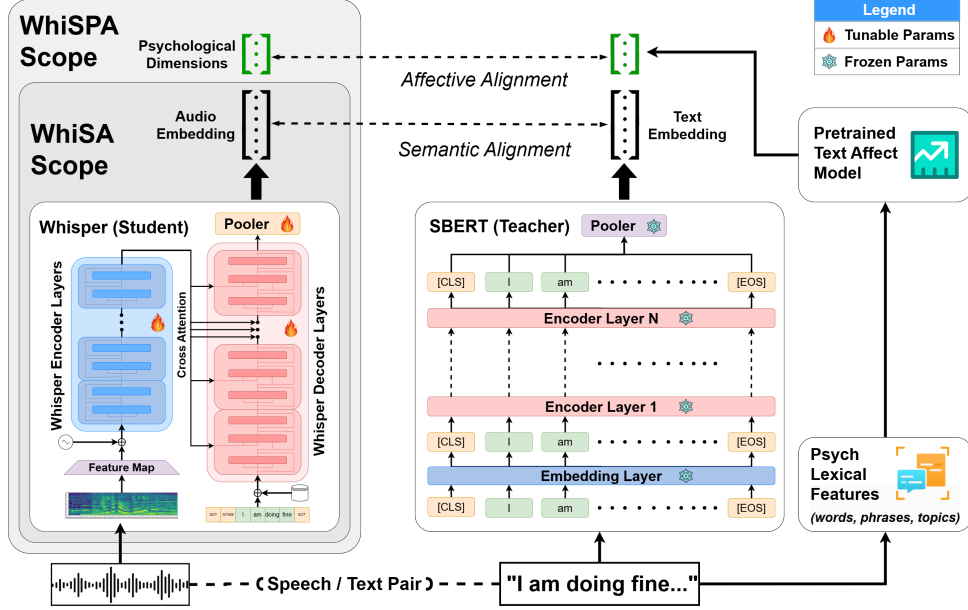 WhiSPA
Scope
Psychological
Dimensions
Affective Alignment
Legend
Tunable Params
Frozen Params
WhiSA
Scope
Audio
Embedding
Semantic Alignment
Text
Embedding
Pretrained
Text Affect
Model
Whisper (Student)
Pooler
Whisper Encoder Layers
Cross Attention
Whisper Decoder Layers
Feature Map
I am doing fine
SBERT (Teacher)
Pooler
[CLS] I am [EOS]
Encoder Layer N
Encoder Layer 1
[CLS] I am [EOS]
Embedding Layer
[CLS] I am [EOS]
Psych
Lexical
Features
(words, phrases, topics)
Speech / Text Pair
"I am doing fine..."